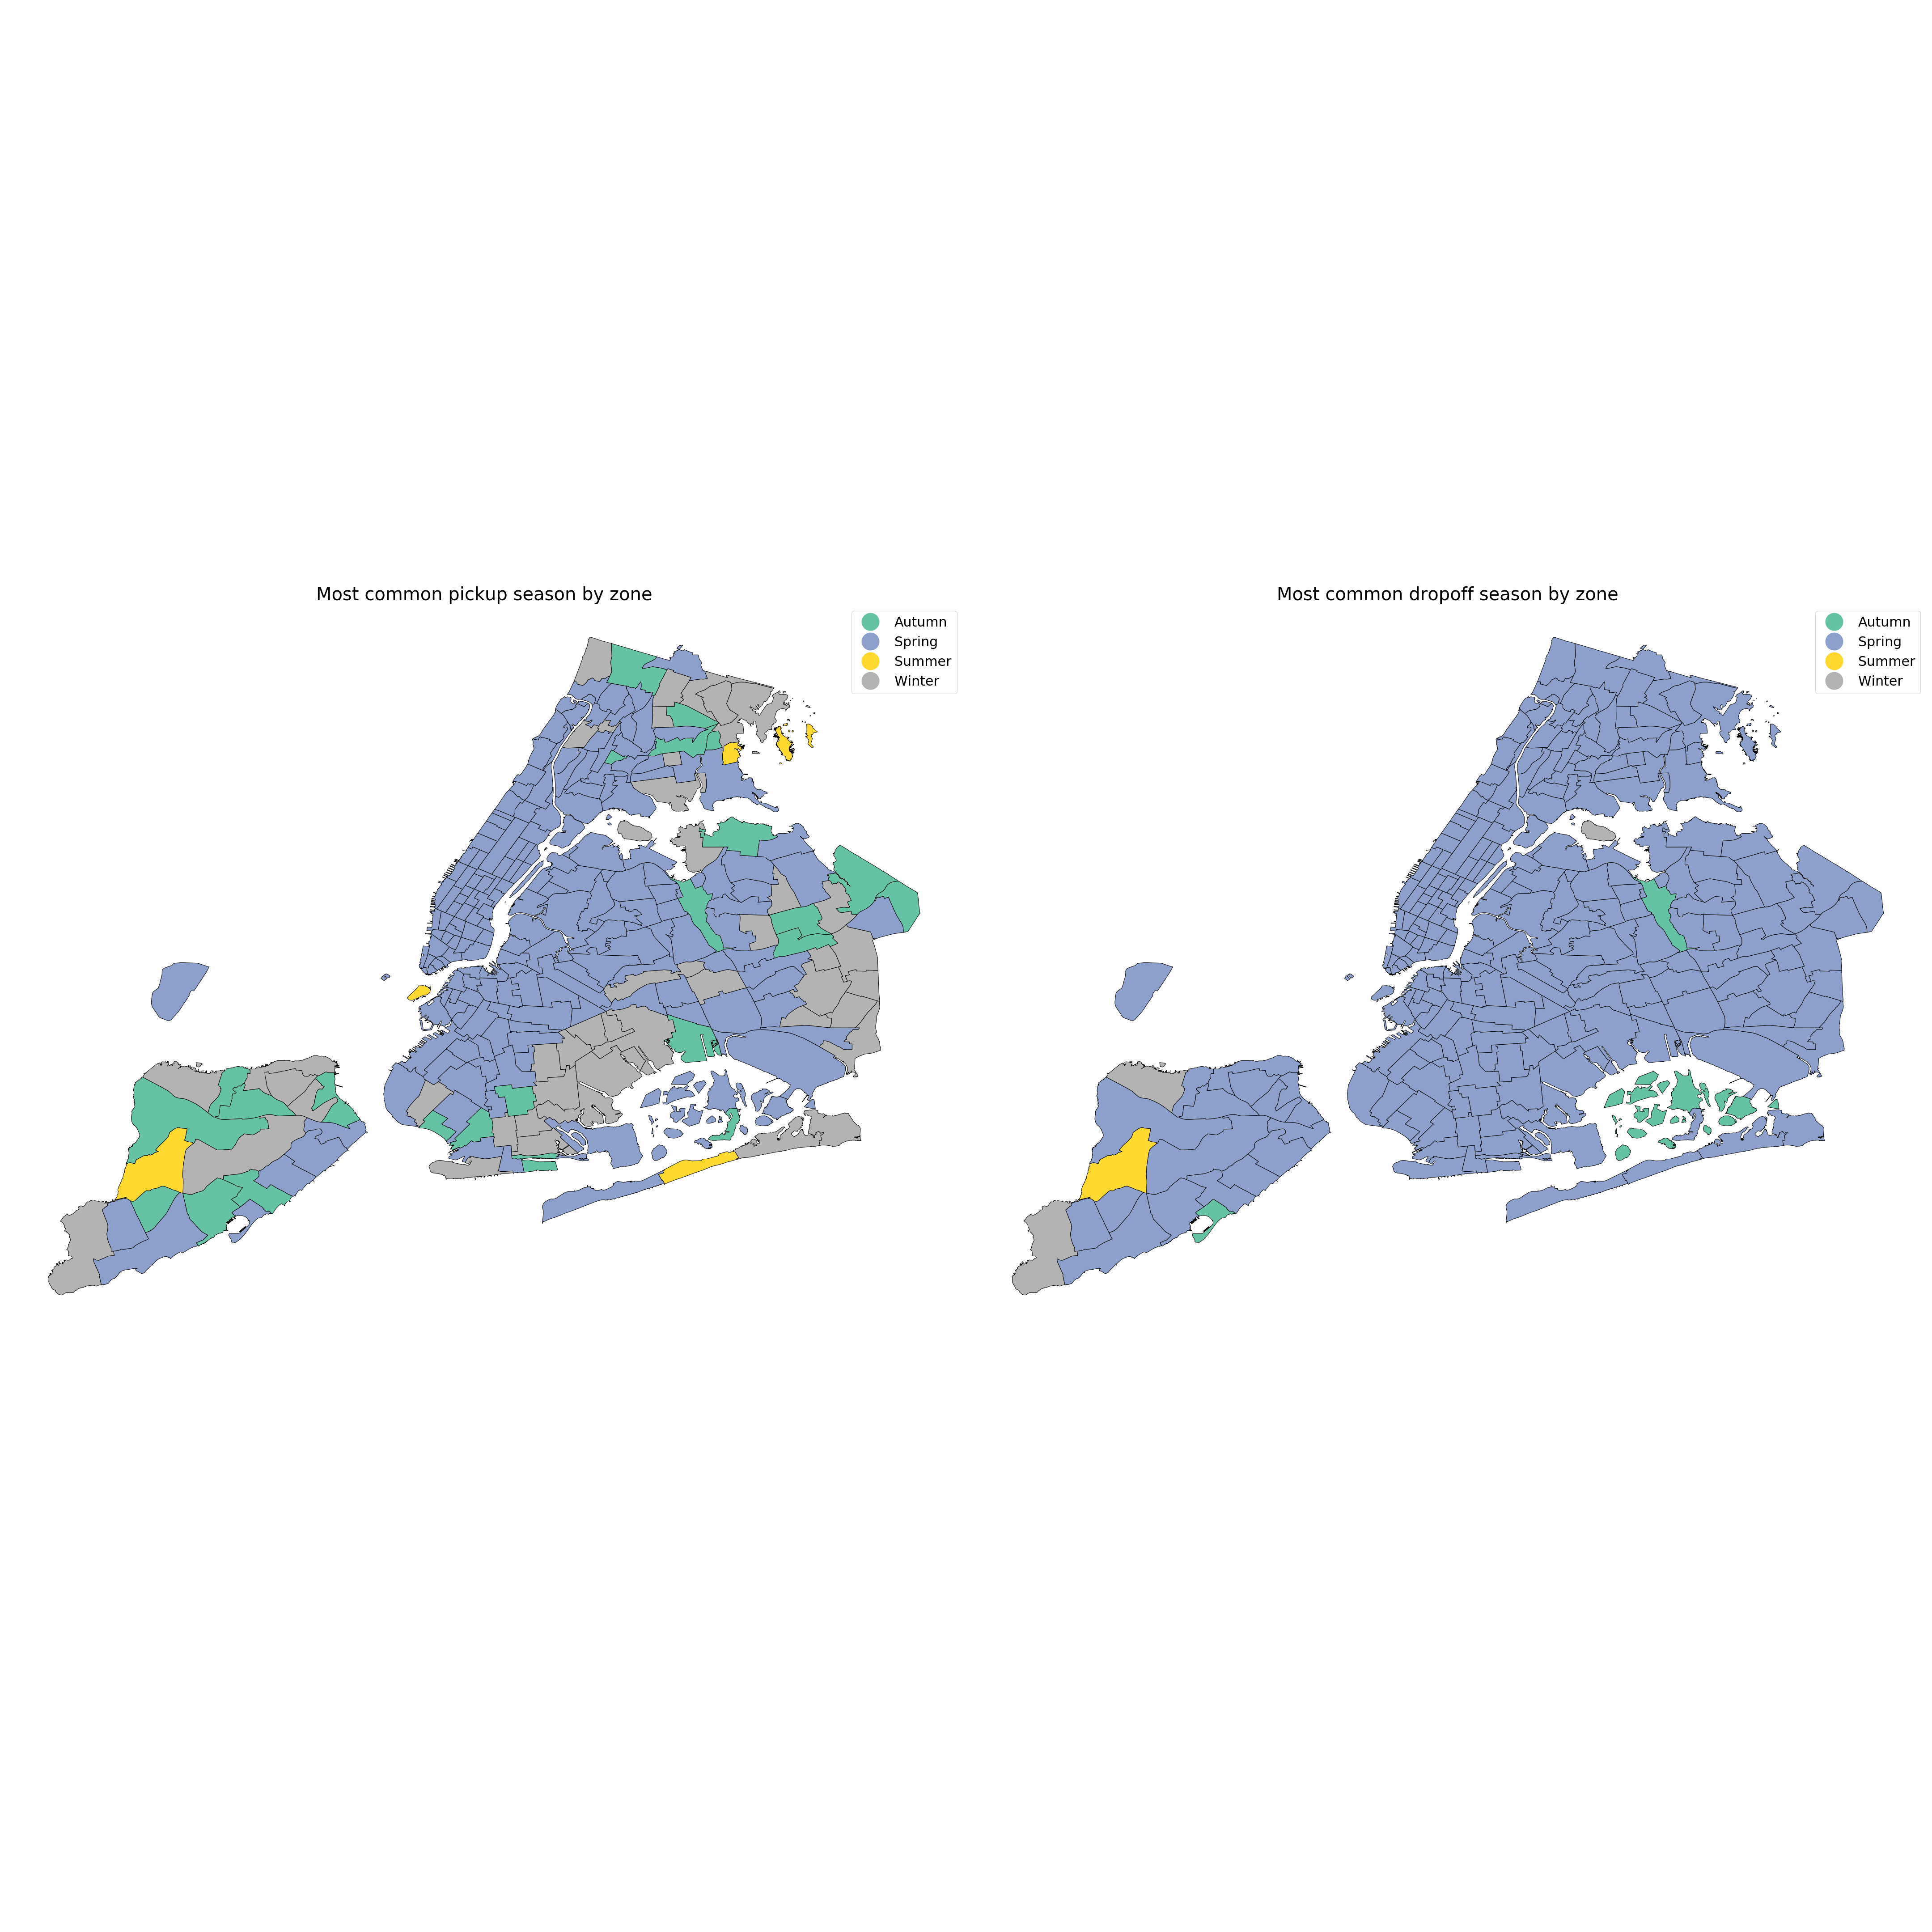 Most common pickup season by zone
Autumn
Spring
Summer
Winter
Most common dropoff season by zone
Autumn
Spring
Summer
Winter